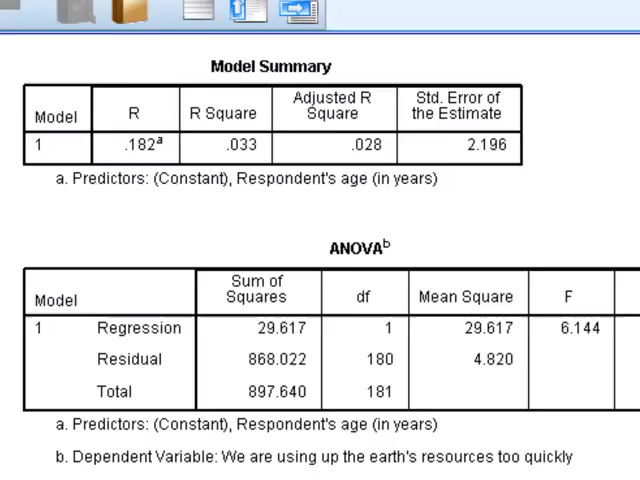 Model Summary
Model R R Square Adjusted R Square Std. Error of the Estimate
1 .182a .033 .028 2.196
a. Predictors: (Constant), Respondent's age (in years)
ANOVAb
Model Sum of Squares df Mean Square F
1 Regression 29.617 1 29.617 6.144
Residual 868.022 180 4.820
Total 897.640 181
a. Predictors: (Constant), Respondent's age (in years)
b. Dependent Variable: We are using up the earth's resources too quickly